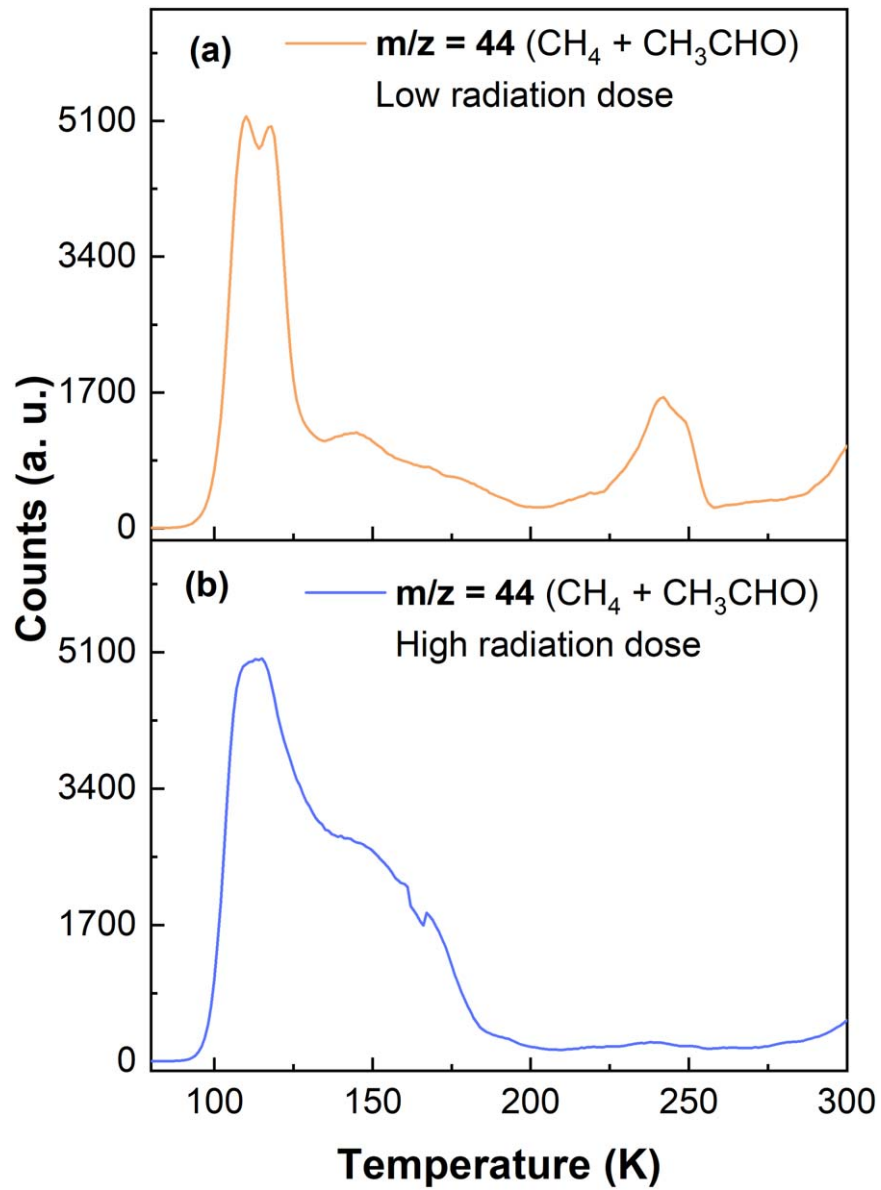 (a) m/z = 44 (CH₄ + CH₃CHO)
Low radiation dose
5100
3400
1700
0
Counts (a. u.)
(b) m/z = 44 (CH₄ + CH₃CHO)
High radiation dose
5100
3400
1700
0
100 150 200 250 300
Temperature (K)